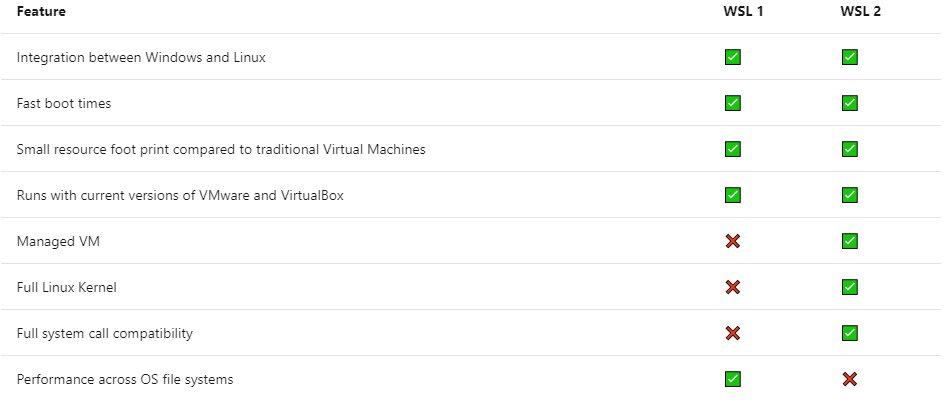 Feature WSL 1 WSL 2
Integration between Windows and Linux ✅ ✅
Fast boot times ✅ ✅
Small resource foot print compared to traditional Virtual Machines ✅ ✅
Runs with current versions of VMware and VirtualBox ✅ ✅
Managed VM ❌ ✅
Full Linux Kernel ❌ ✅
Full system call compatibility ❌ ✅
Performance across OS file systems ✅ ❌